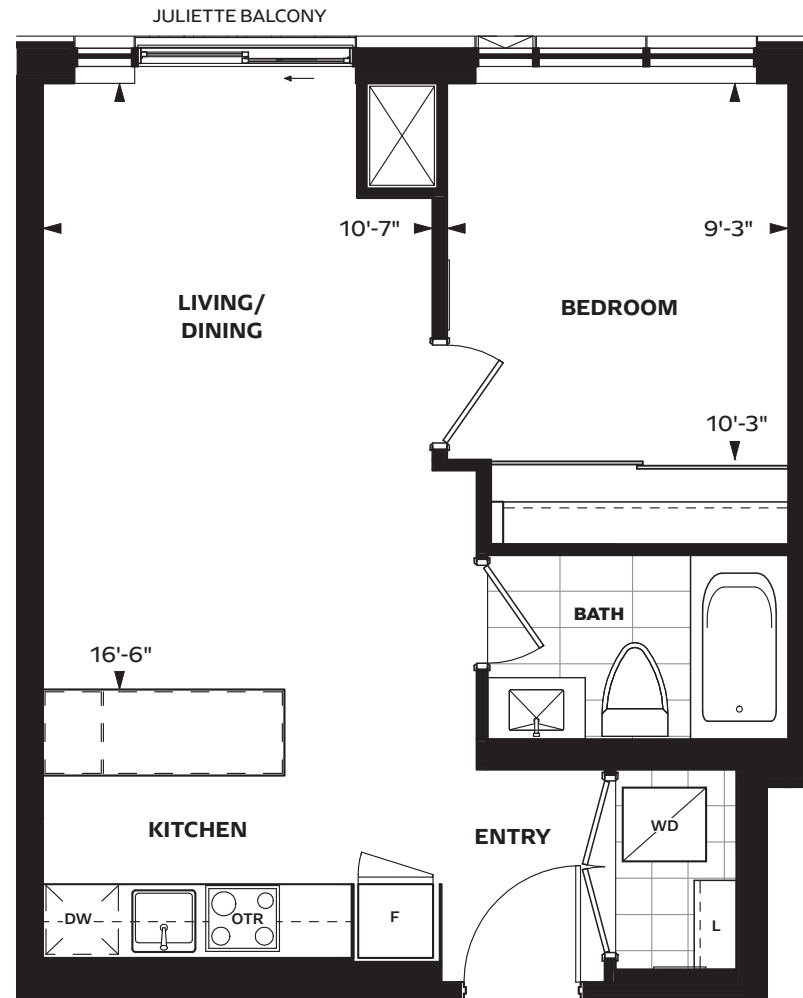 JULIETTE BALCONY
10'-7"
9'-3"
LIVING/
DINING
BEDROOM
10'-3"
BATH
16'-6"
KITCHEN
ENTRY
WD
DW
OTR
F
L